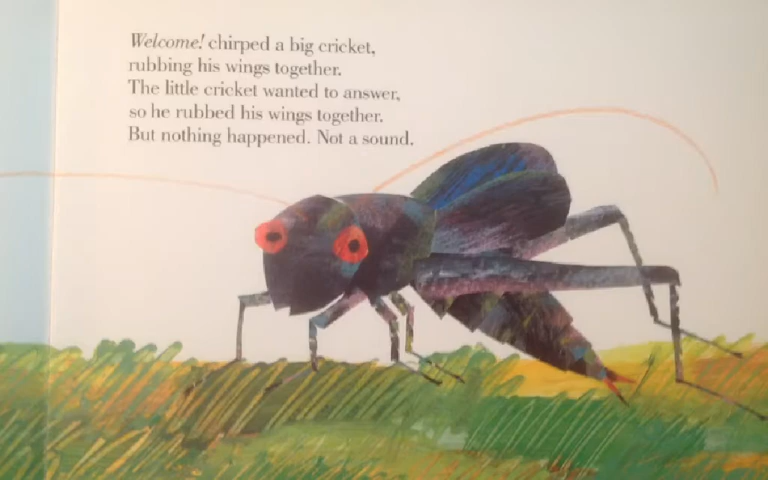 Welcome! chirped a big cricket,
rubbing his wings together.
The little cricket wanted to answer,
so he rubbed his wings together.
But nothing happened. Not a sound.